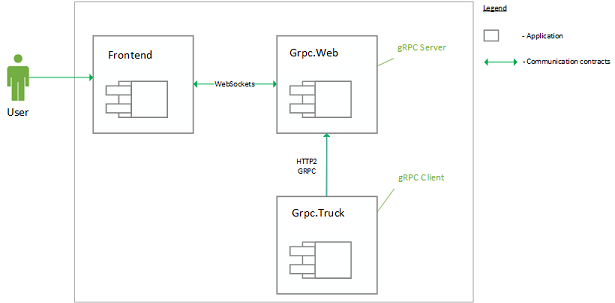 Legend
Frontend
Grpc.Web
gRPC Server
- Application
WebSockets
- Communication contracts
User
HTTP2
GRPC
gRPC Client
Grpc.Truck